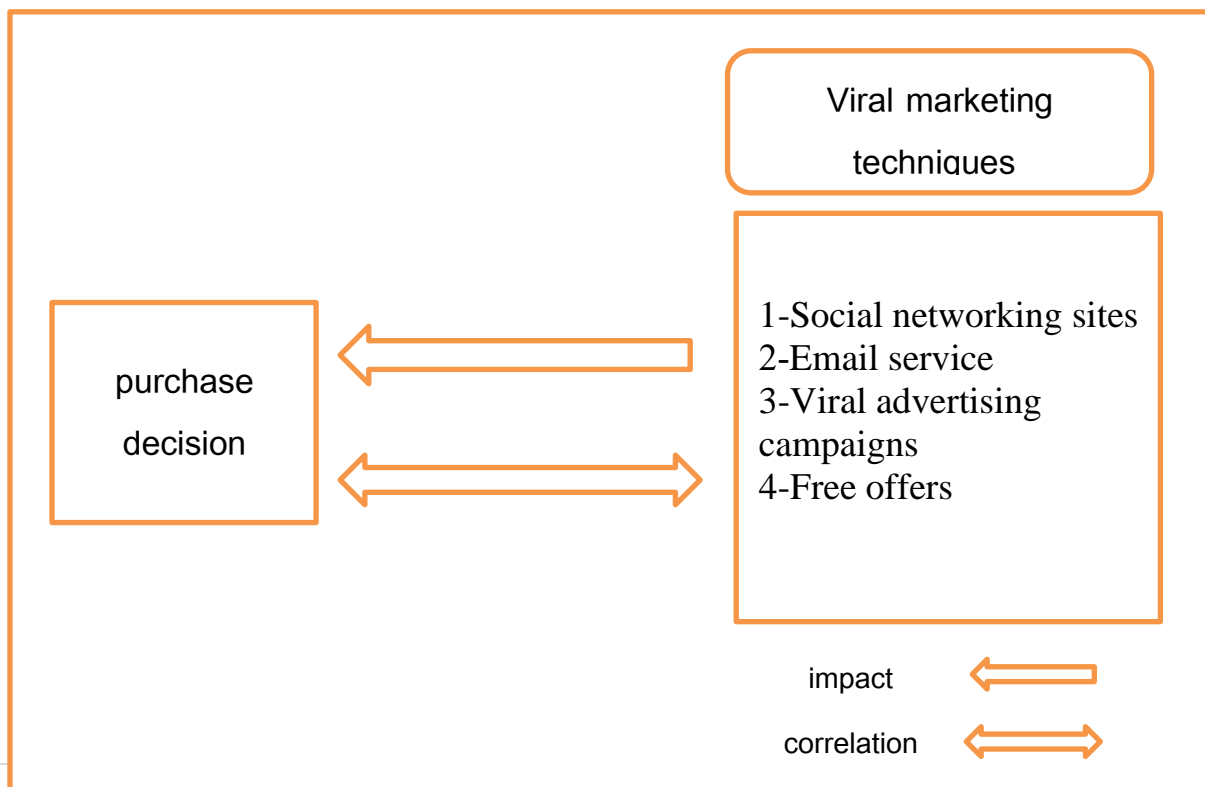 Viral marketing
techniques
purchase
decision
1-Social networking sites
2-Email service
3-Viral advertising
campaigns
4-Free offers
impact
correlation